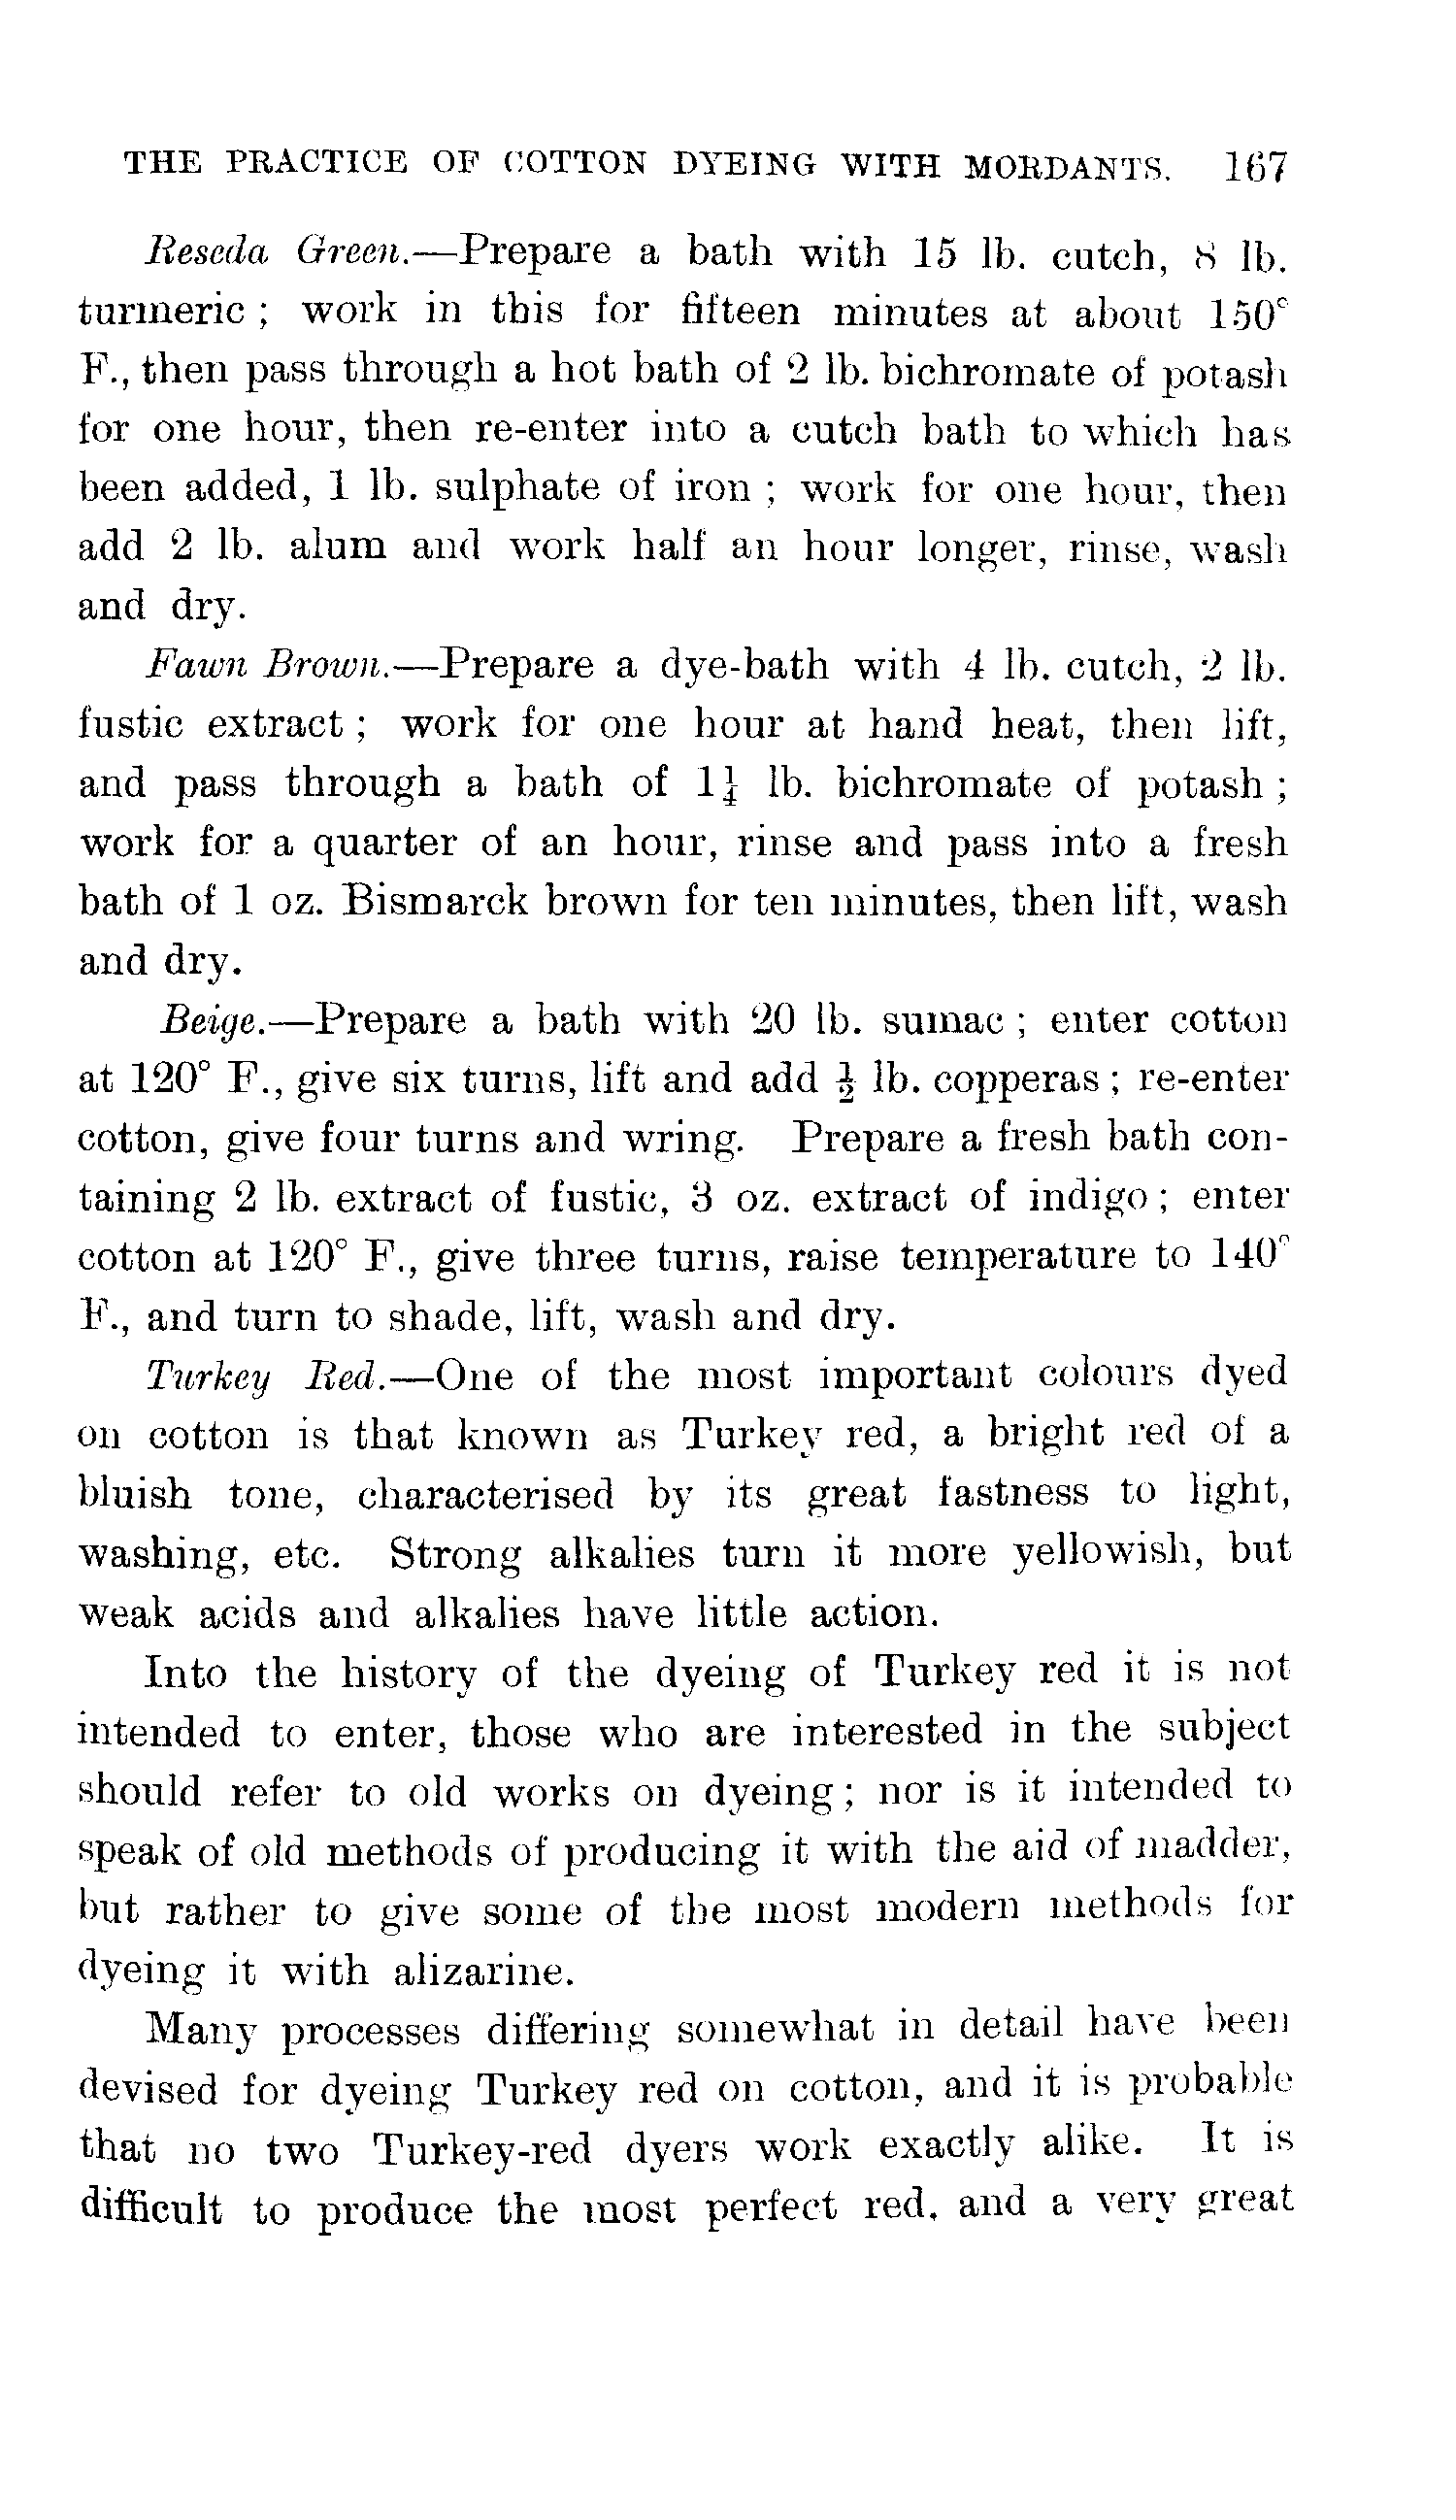 THE PRACTICE OF COTTON DYEING WITH MORDANTS. 167
Reseda Green.—Prepare a bath with 15 lb. cutch, 8 lb.
turmeric ; work in this for fifteen minutes at about 150°
F., then pass through a hot bath of 2 lb. bichromate of potash
for one hour, then re-enter into a cutch bath to which has
been added, 1 lb. sulphate of iron ; work for one hour, then
add 2 lb. alum and work half an hour longer, rinse, wash
and dry.
Fawn Brown.—Prepare a dye-bath with 4 lb. cutch, 2 lb.
fustic extract ; work for one hour at hand heat, then lift,
and pass through a bath of 1¼ lb. bichromate of potash ;
work for a quarter of an hour, rinse and pass into a fresh
bath of 1 oz. Bismarck brown for ten minutes, then lift, wash
and dry.
Beige.—Prepare a bath with 20 lb. sumac ; enter cotton
at 120° F., give six turns, lift and add ½ lb. copperas ; re-enter
cotton, give four turns and wring. Prepare a fresh bath con-
taining 2 lb. extract of fustic, 3 oz. extract of indigo ; enter
cotton at 120° F., give three turns, raise temperature to 140°
F., and turn to shade, lift, wash and dry.
Turkey Red.—One of the most important colours dyed
on cotton is that known as Turkey red, a bright red of a
bluish tone, characterised by its great fastness to light,
washing, etc. Strong alkalies turn it more yellowish, but
weak acids and alkalies have little action.
Into the history of the dyeing of Turkey red it is not
intended to enter, those who are interested in the subject
should refer to old works on dyeing ; nor is it intended to
speak of old methods of producing it with the aid of madder,
but rather to give some of the most modern methods for
dyeing it with alizarine.
Many processes differing somewhat in detail have been
devised for dyeing Turkey red on cotton, and it is probable
that no two Turkey-red dyers work exactly alike. It is
difficult to produce the most perfect red, and a very great